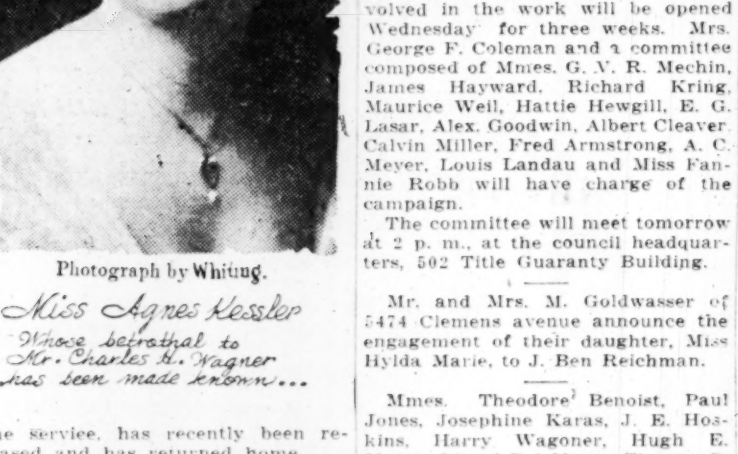 Photograph by Whiting.
Miss Agnes Kessler
Whose betrothal to
Mr. Charles H. Wagner
has been made known...
service, has recently been re-
and has returned home
volved in the work will be opened
Wednesday for three weeks. Mrs.
George F. Coleman and a committee
composed of Mmes. G. V. R. Mechin,
James Hayward, Richard Kring,
Maurice Weil, Hattie Hewgill, E. G.
Lasar, Alex. Goodwin, Albert Cleaver
Calvin Miller, Fred Armstrong, A. C.
Meyer, Louis Landau and Miss Fan-
nie Robb will have charge of the
campaign.
The committee will meet tomorrow
at 2 p. m., at the council headquar-
ters, 502 Title Guaranty Building.
Mr. and Mrs. M. Goldwasser of
5474 Clemens avenue announce the
engagement of their daughter, Miss
Hylda Marie, to J. Ben Reichman.
Mmes. Theodore Benoist, Paul
Jones, Josephine Karas, J. E. Hos-
kins, Harry Wagoner, Hugh E.